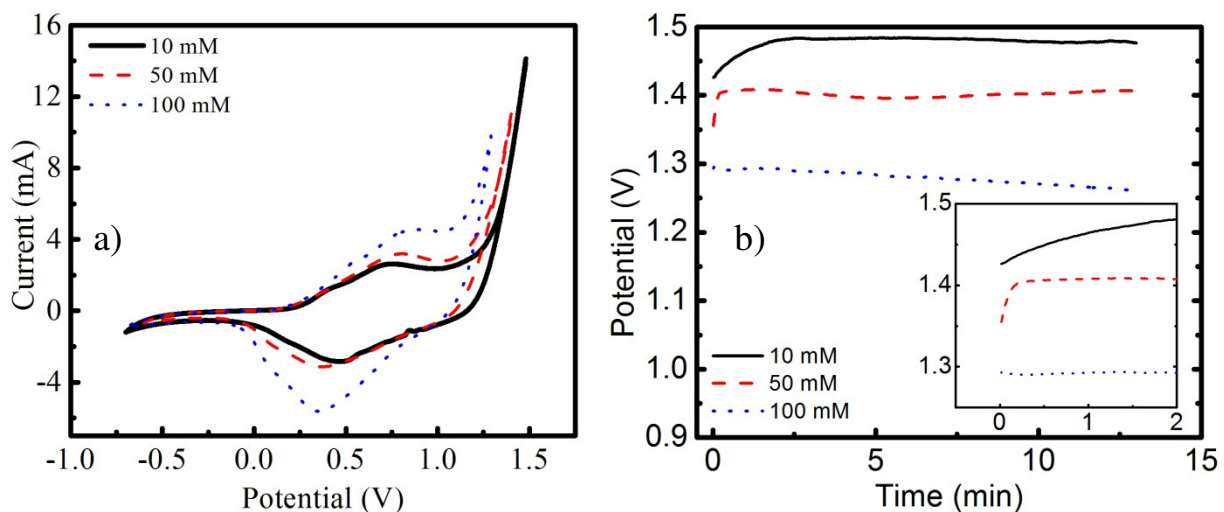 16
12
8
4
0
-4
Current (mA)
10 mM
50 mM
100 mM
a)
-1.0 -0.5 0.0 0.5 1.0 1.5
Potential (V)
1.5
1.4
1.3
1.2
1.1
1.0
0.9
Potential (V)
b)
10 mM
50 mM
100 mM
1.5
1.4
1.3
0 1 2
0 5 10 15
Time (min)